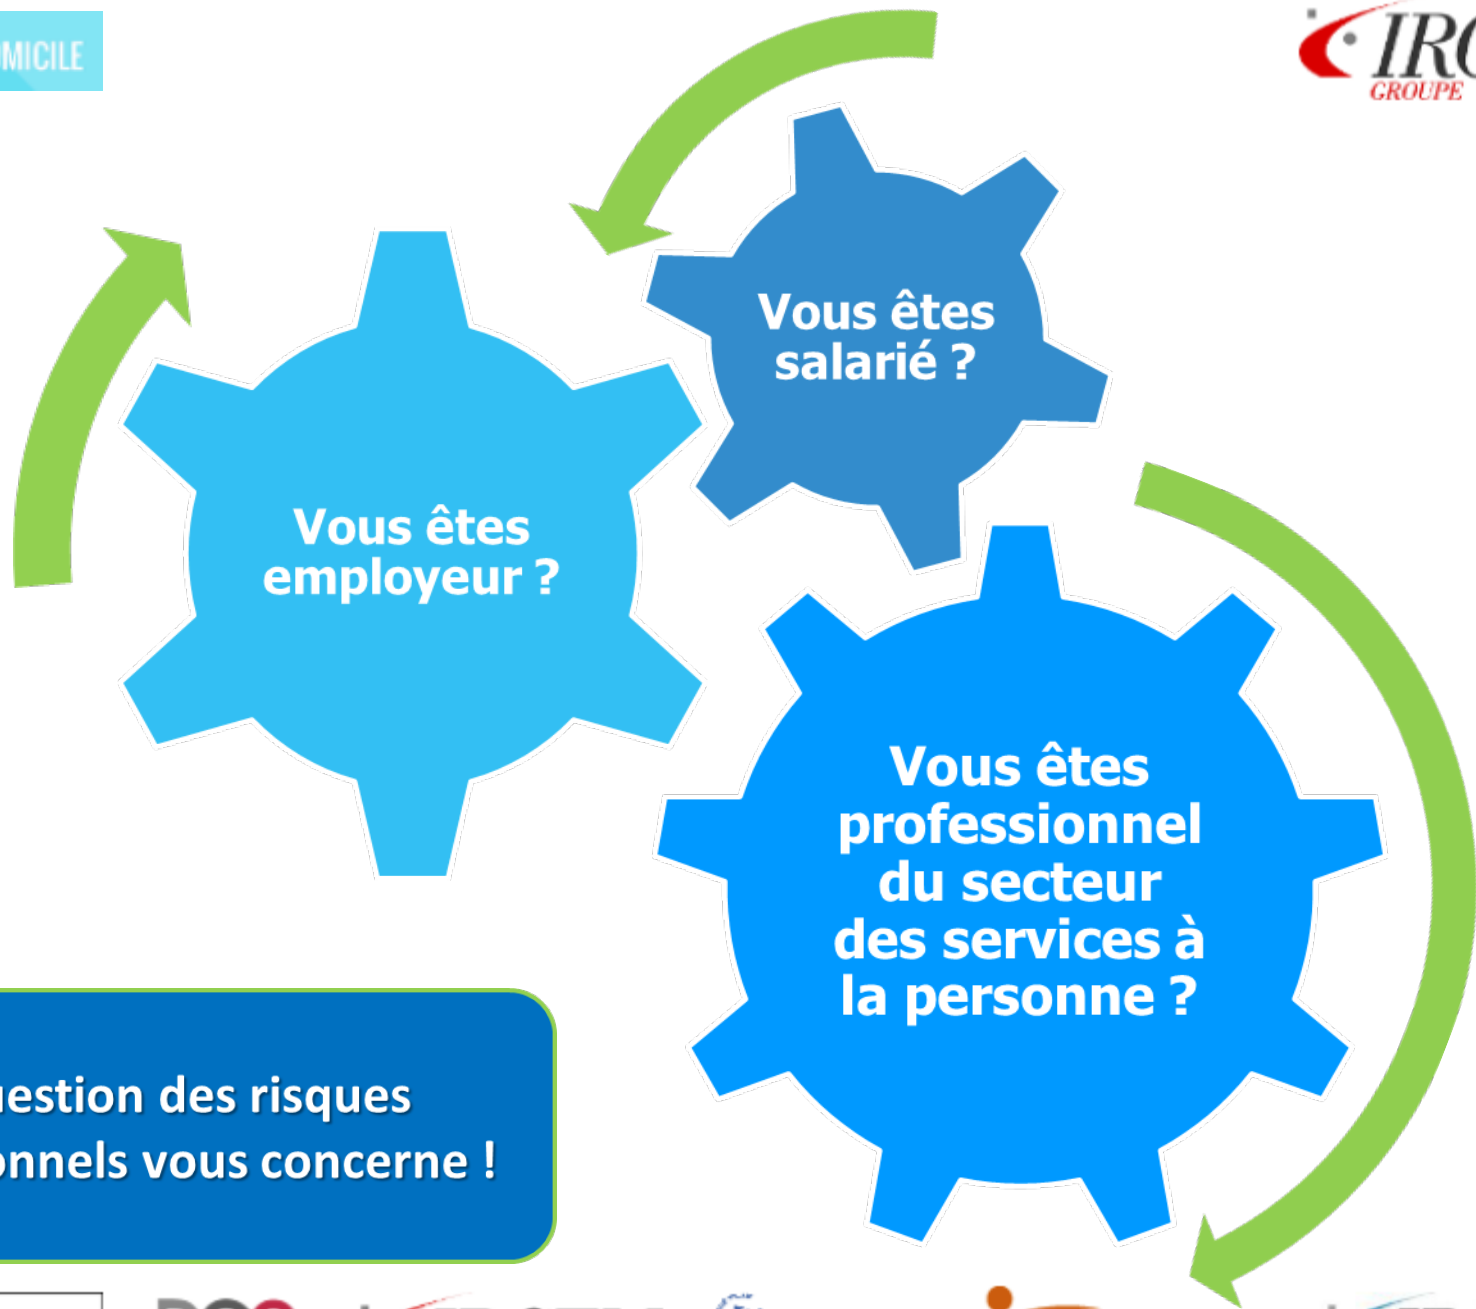 OMICILE
IRC
GROUPE
Vous êtes
salarié ?
Vous êtes
employeur ?
Vous êtes
professionnel
du secteur
des services à
la personne ?
uestion des risques
onnels vous concerne !